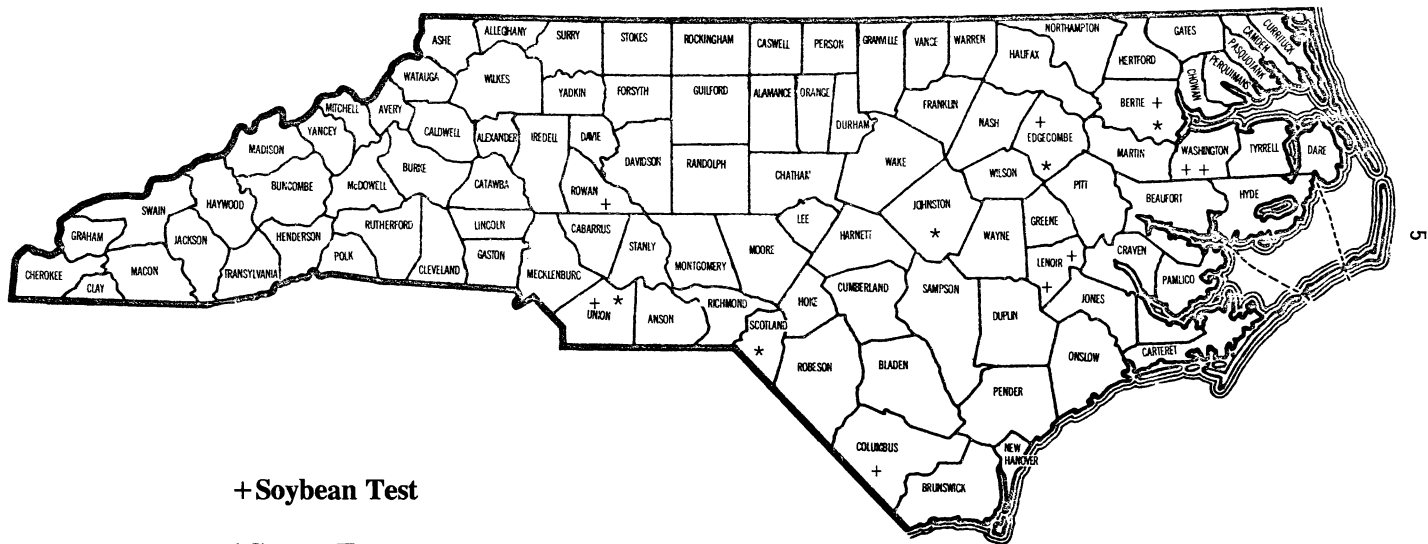 ASHE ALLEGHANY SURRY STOKES ROCKINGHAM CASWELL PERSON GRANVILLE VANCE WARREN HALIFAX NORTHAMPTON HERTFORD GATES CURRITUCK CAMDEN PASQUOTANK PERQUIMANS CHOWAN
WATAUGA WILKES YADKIN FORSYTH GUILFORD ALAMANCE ORANGE DURHAM FRANKLIN NASH EDGECOMBE + BERTIE + *
MITCHELL AVERY CALDWELL ALEXANDER IREDELL DAVIE DAVIDSON RANDOLPH CHATHAM WAKE WILSON * MARTIN WASHINGTON + + TYRRELL DARE
MADISON YANCEY McDOWELL BURKE CATAWBA ROWAN + JOHNSTON * PITT BEAUFORT HYDE
SWAIN HAYWOOD BUNCOMBE RUTHERFORD LINCOLN CABARRUS STANLY MONTGOMERY MOORE LEE HARNETT WAYNE GREENE LENOIR + + CRAVEN PAMLICO
GRAHAM JACKSON HENDERSON POLK CLEVELAND GASTON MECKLENBURG
CHEROKEE CLAY MACON TRANSYLVANIA UNION + * ANSON RICHMOND SCOTLAND * HOKE CUMBERLAND SAMPSON DUPLIN JONES
ROBESON BLADEN ONSLOW CARTERET
PENDER
COLUMBUS + NEW
HANOVER
BRUNSWICK
+Soybean Test
5